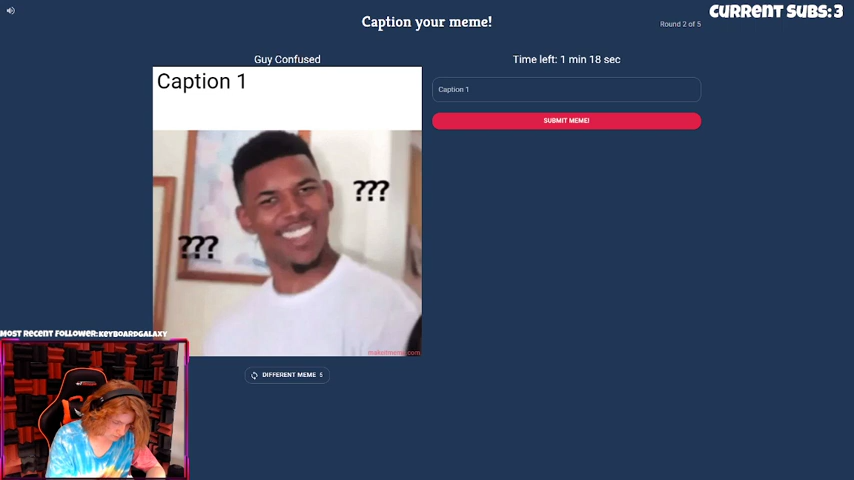 Caption your meme!
CURRENT SUBS: 3
Round 2 of 5
Guy Confused
Time left: 1 min 18 sec
Caption 1
Caption 1
SUBMIT MEME!
???
???
makeitmeme.com
MOST RECENT FOLLOWER: KEYBOARDGALAXY
DIFFERENT MEME 5